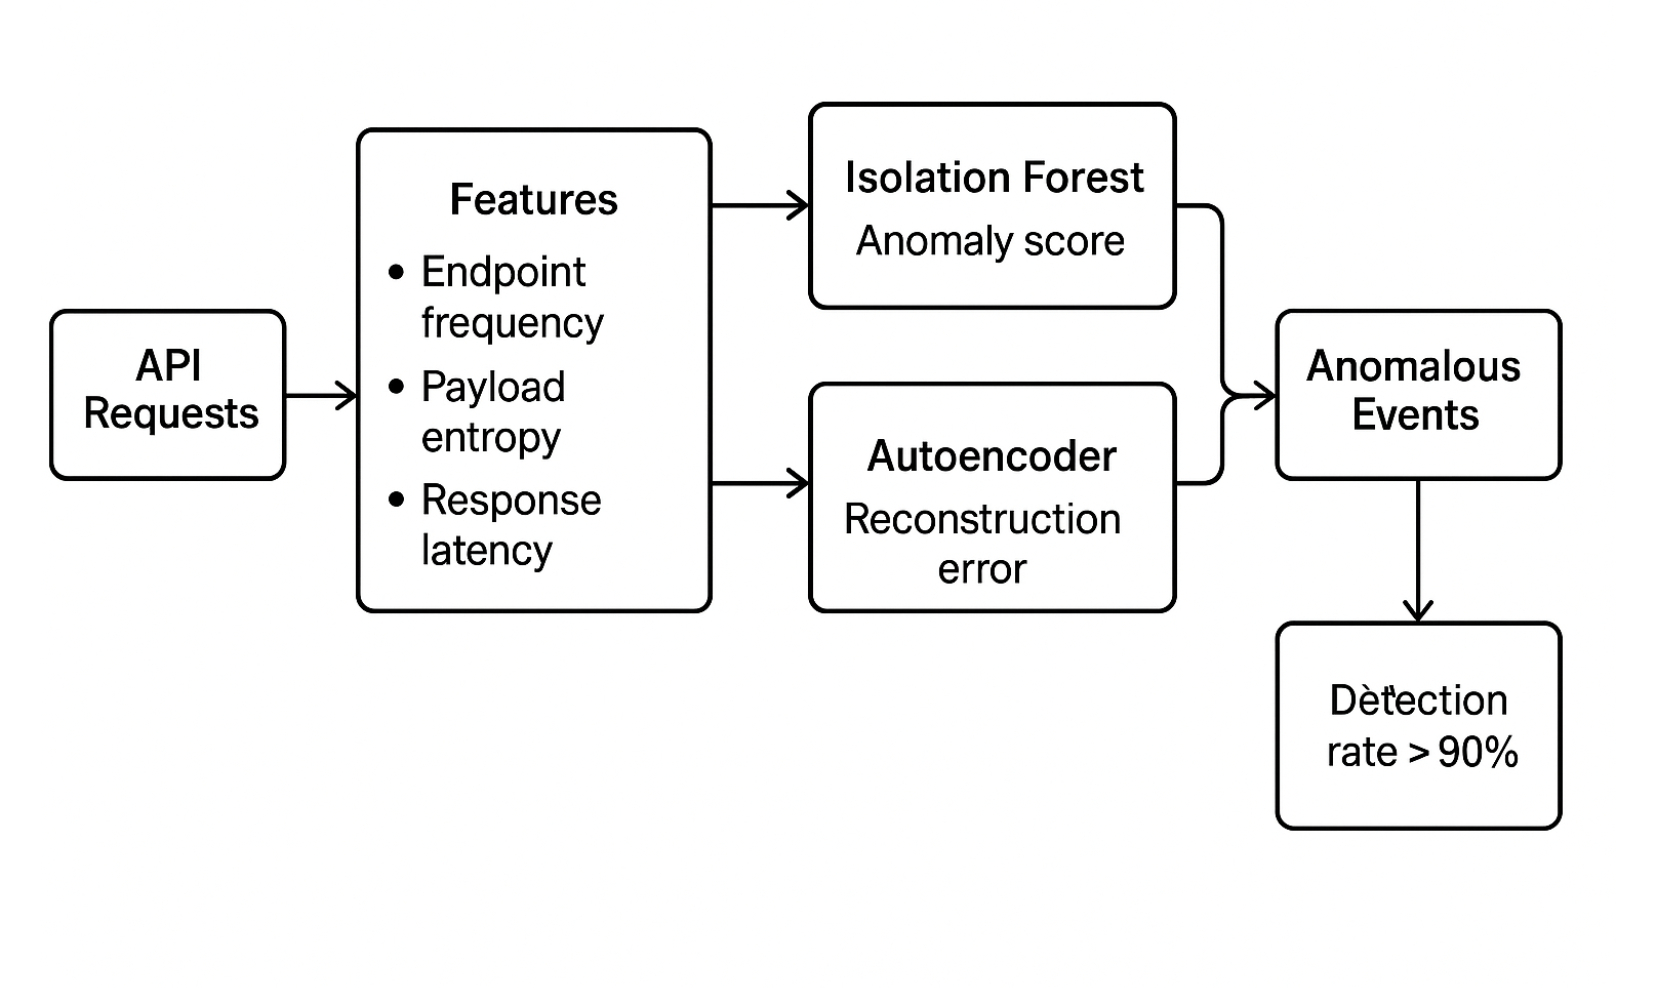 API
Requests
Features
• Endpoint
frequency
• Payload
entropy
• Response
latency
Isolation Forest
Anomaly score
Autoencoder
Reconstruction
error
Anomalous
Events
Dètection
rate > 90%